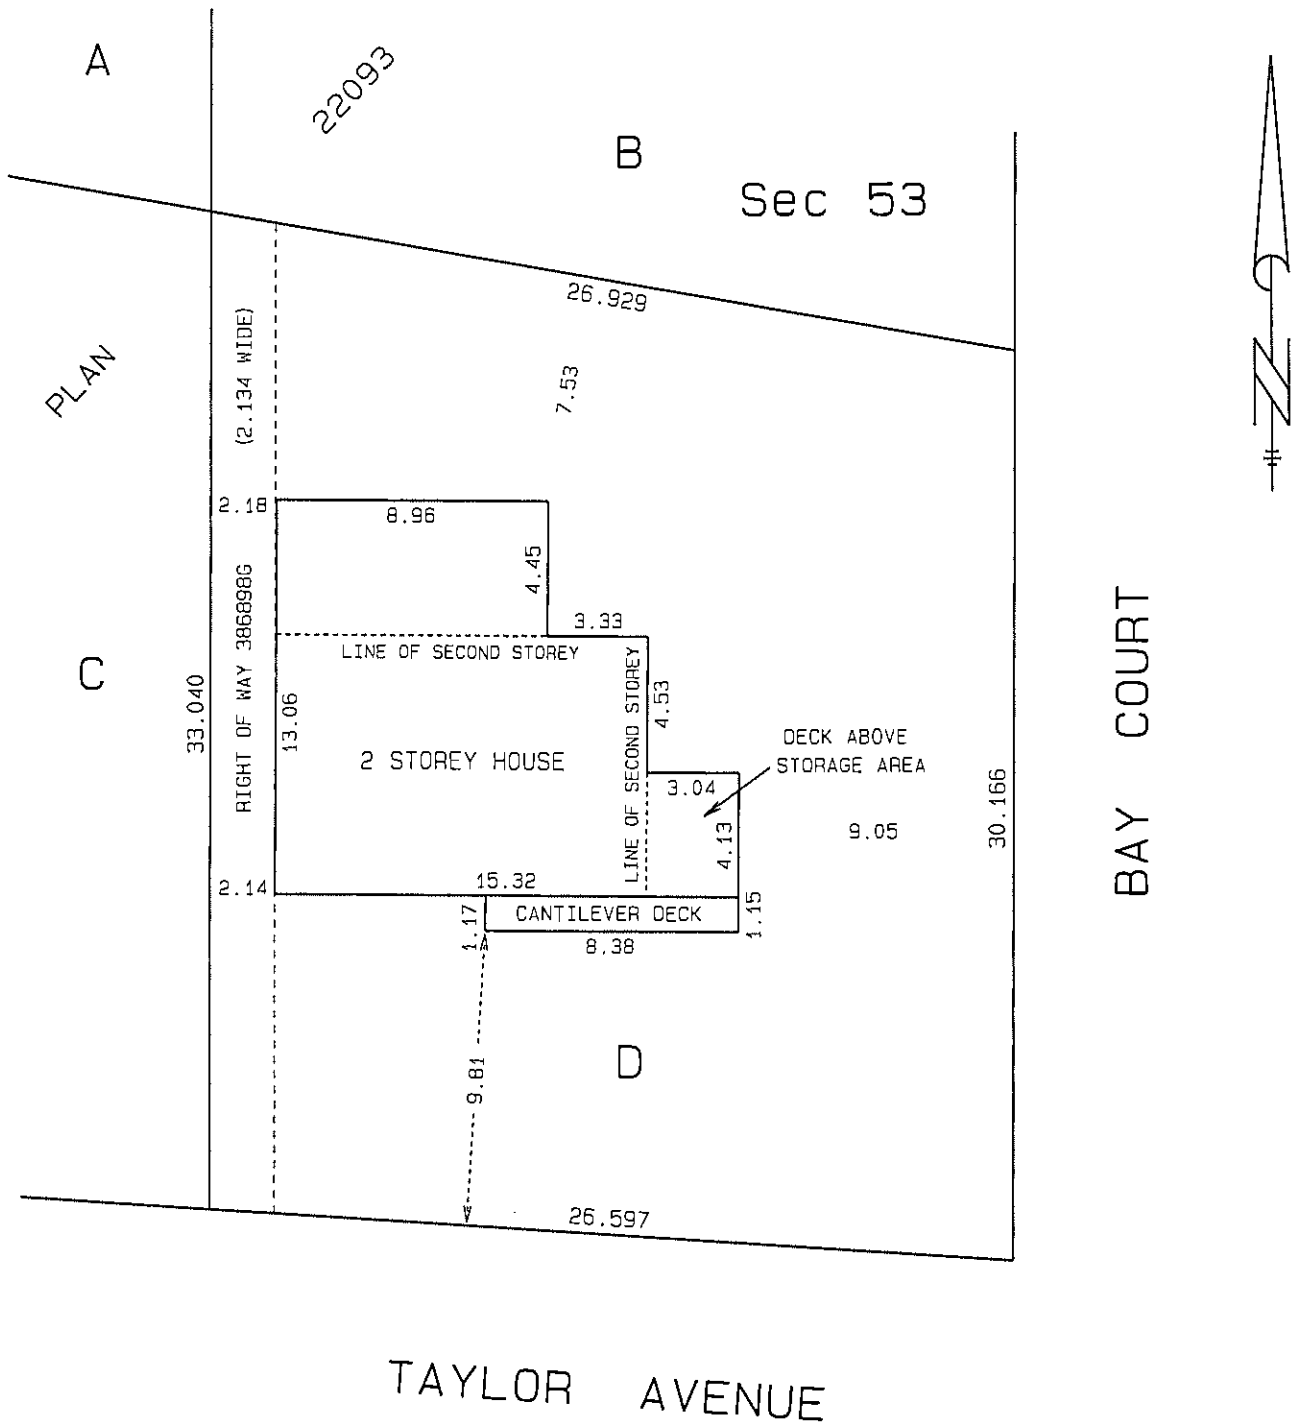 A
22093
B
Sec 53
N
26.929
(2.134 WIDE)
PLAN
7.53
2.18
8.96
4.45
3.33
RIGHT OF WAY 386898G
LINE OF SECOND STOREY
LINE OF SECOND STOREY
C
33.040
13.06
4.53
2 STOREY HOUSE
DECK ABOVE
STORAGE AREA
3.04
4.13
9.05
30.166
BAY COURT
2.14
15.32
1.17
CANTILEVER DECK
1.15
8.38
9.81
D
26.597
TAYLOR AVENUE